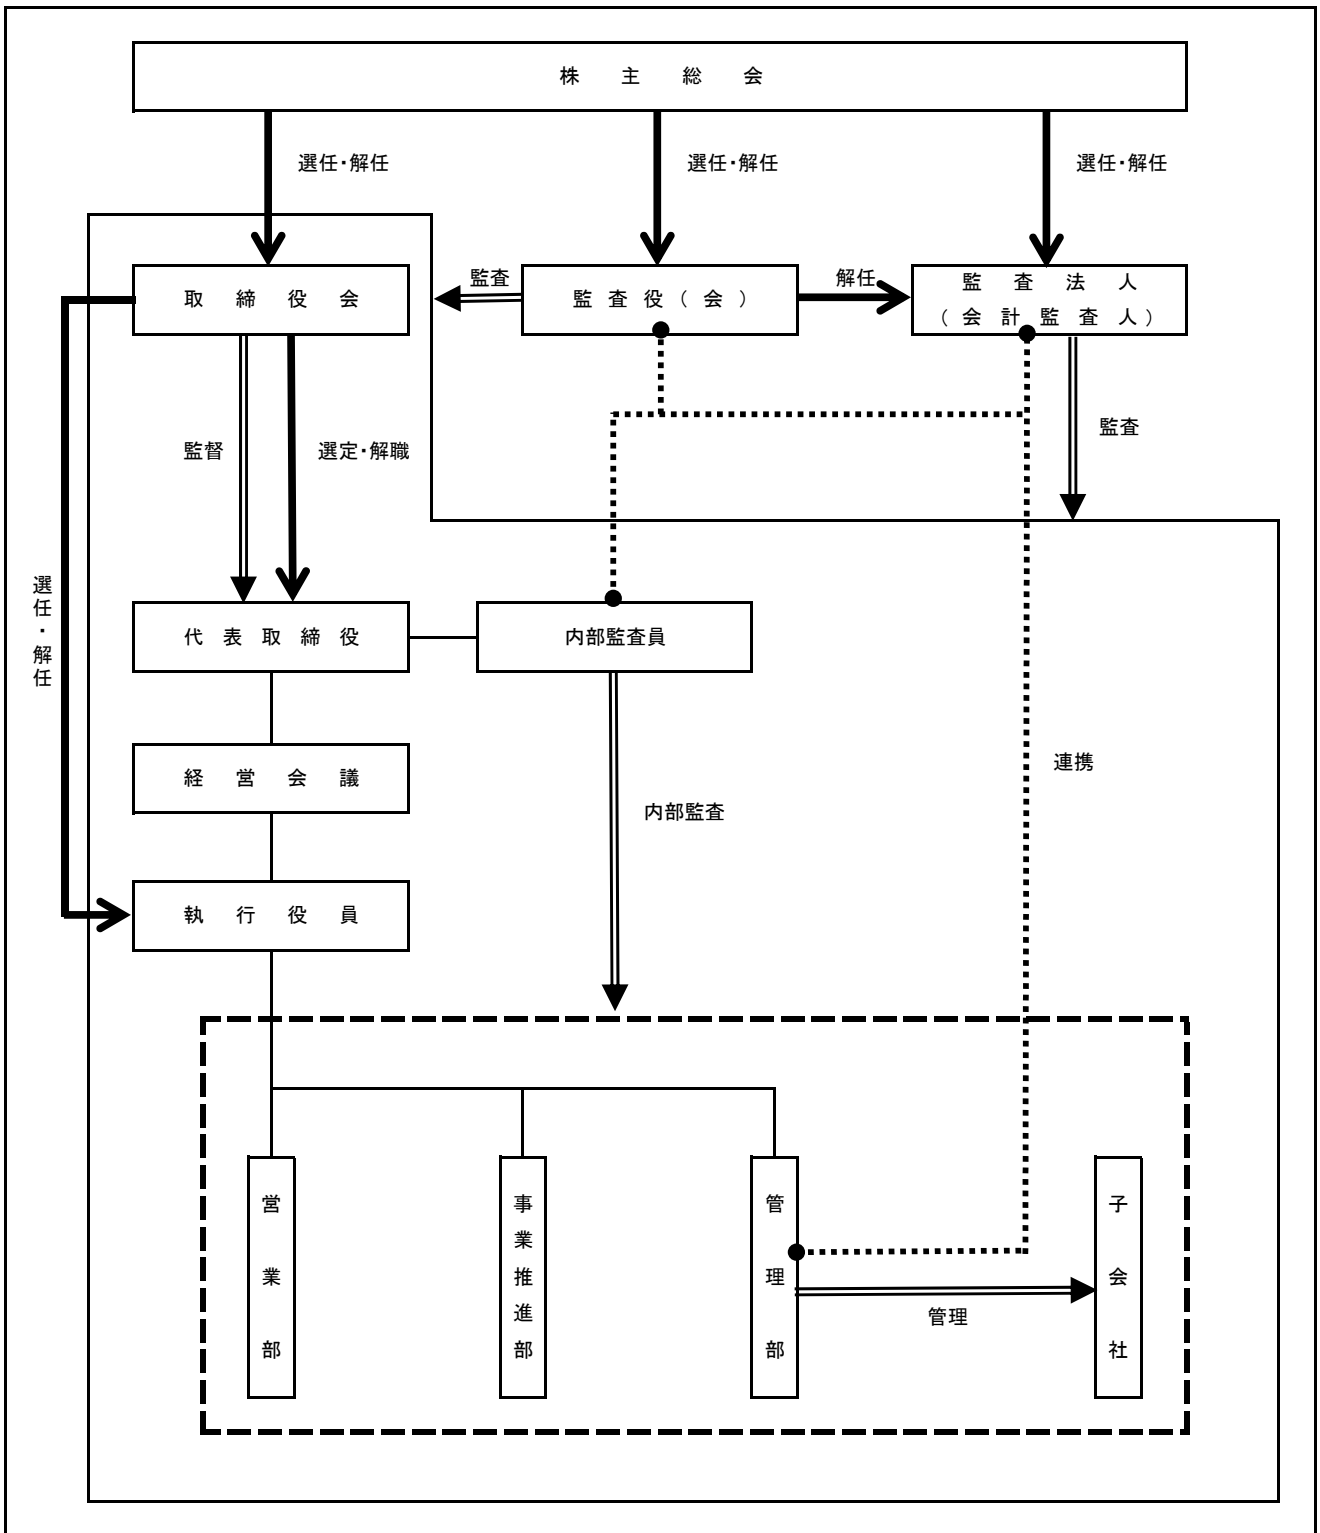 株主総会
選任・解任
選任・解任
選任・解任
取締役会
監査
監査役（会）
解任
監査法人
（会計監査人）
監督
選定・解職
監査
選任・解任
代表取締役
内部監査員
経営会議
内部監査
連携
執行役員
営業部
事業推進部
管理部
管理
子会社